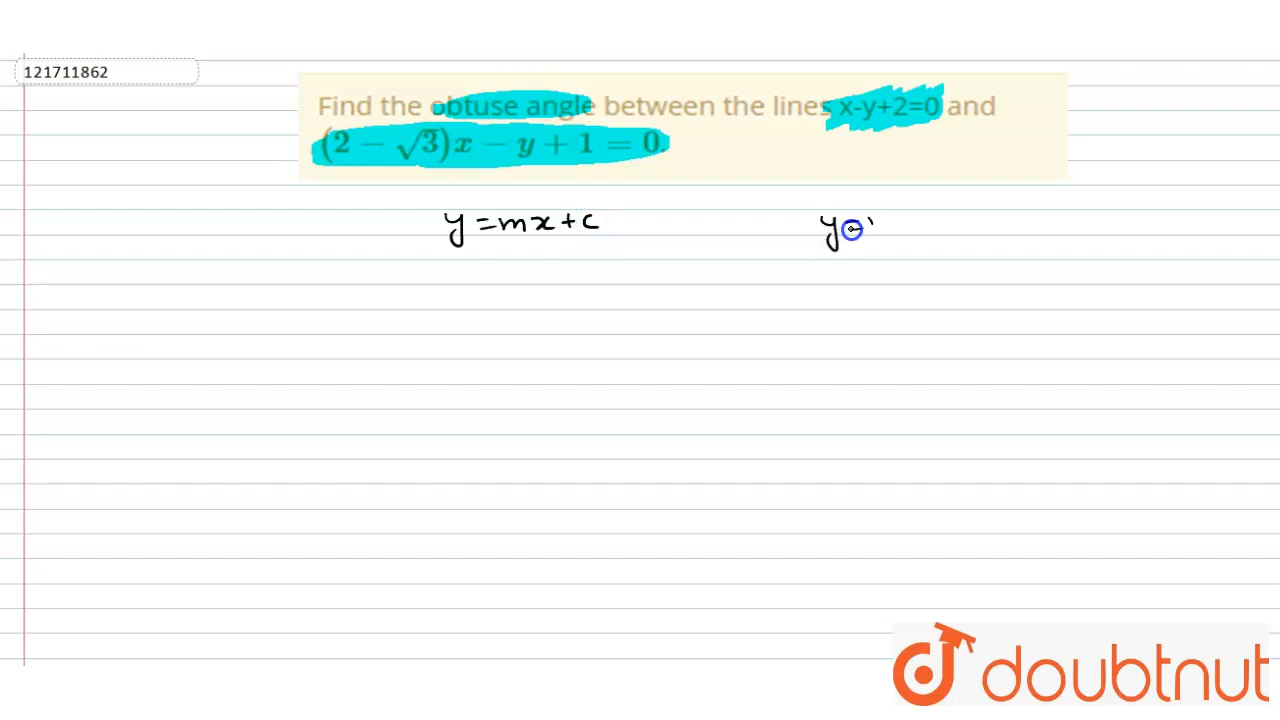 121711862
Find the obtuse angle between the lines x-y+2=0 and
(2 − √3)x − y + 1 = 0.
y = mx + c
y =
doubtnut